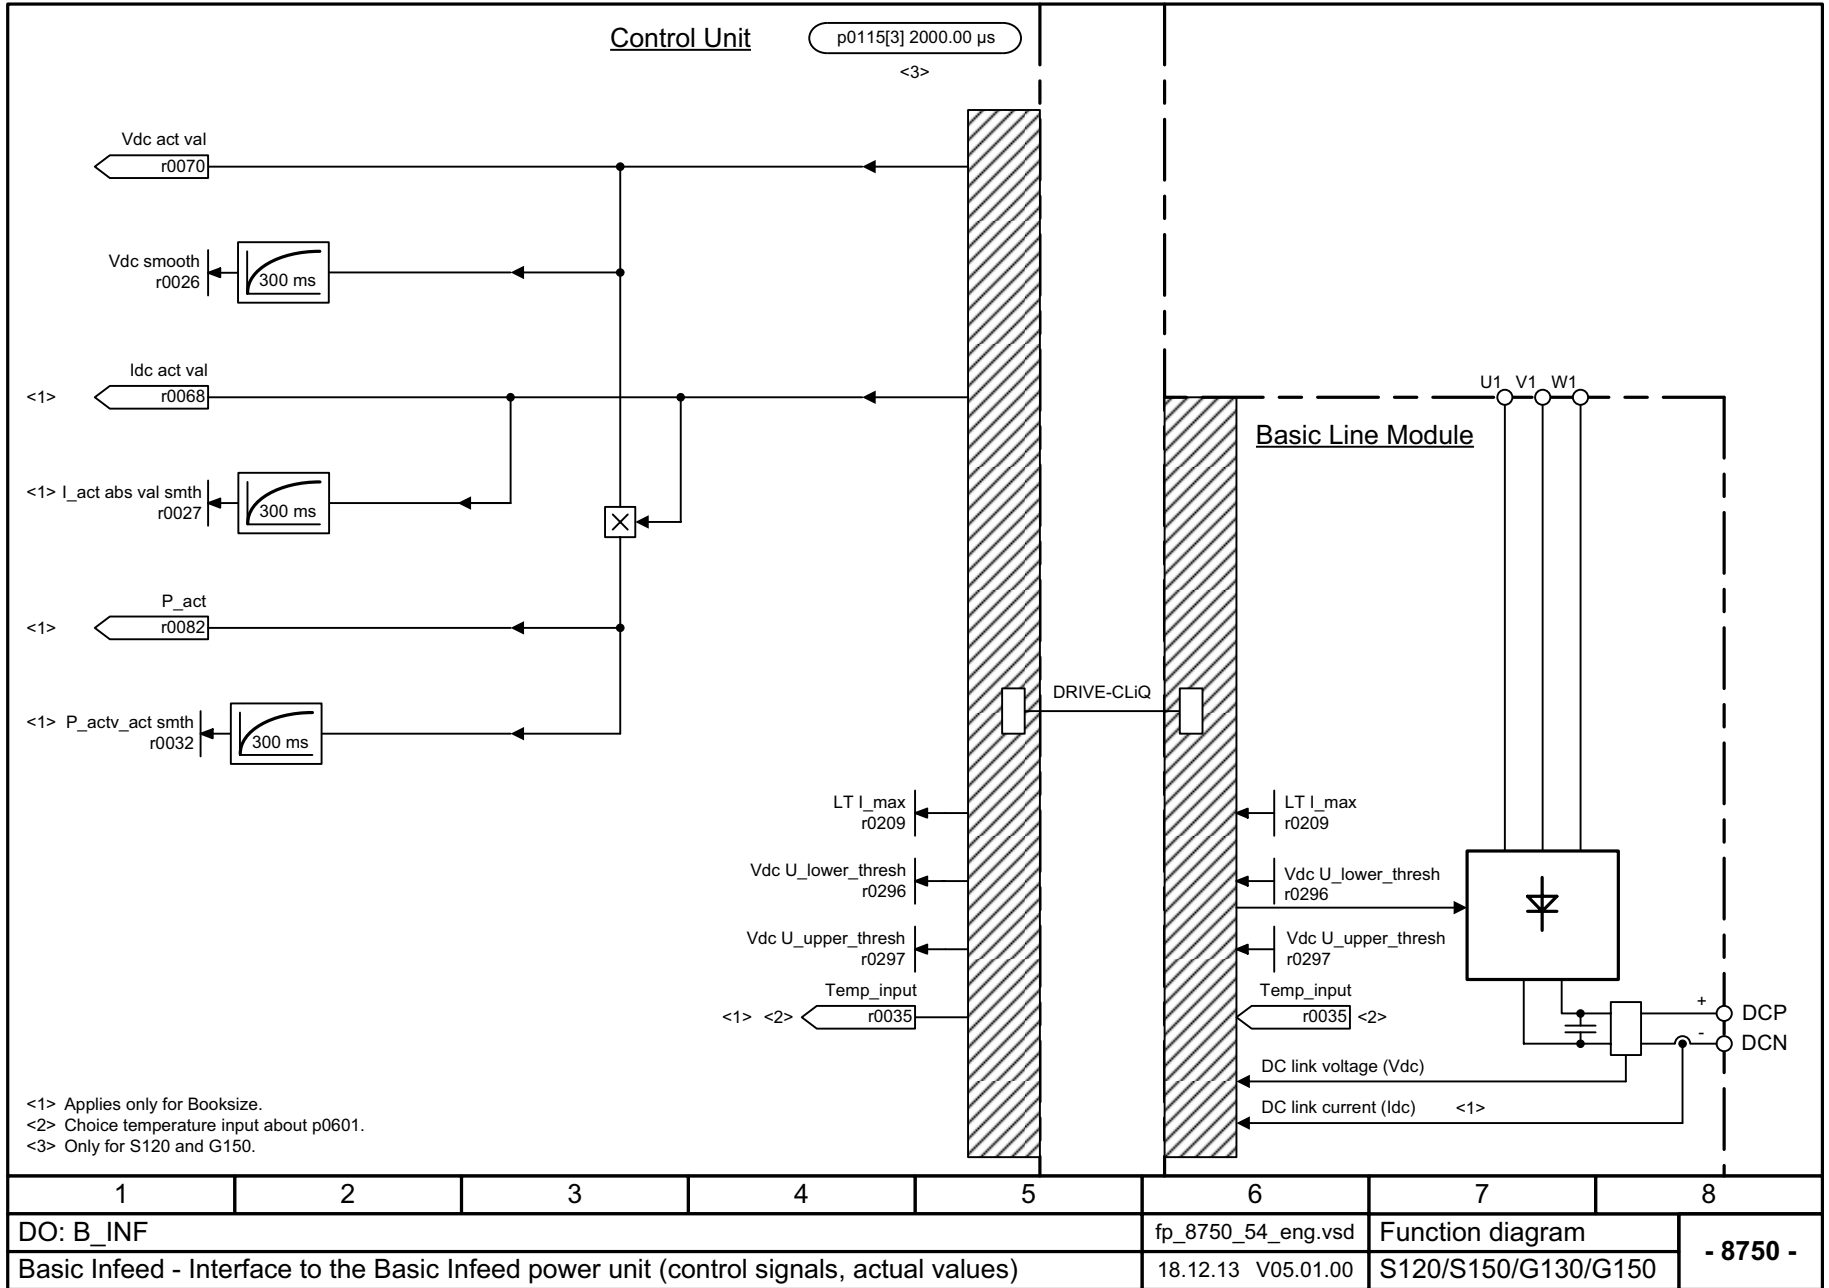 Control Unit
p0115[3] 2000.00 µs
<3>
Vdc act val
r0070
Vdc smooth
r0026
300 ms
Idc act val
<1>
r0068
<1> I_act abs val smth
r0027
300 ms
P_act
<1>
r0082
<1> P_actv_act smth
r0032
300 ms
DRIVE-CLiQ
LT I_max
r0209
Vdc U_lower_thresh
r0296
Vdc U_upper_thresh
r0297
Temp_input
<1> <2>
r0035
U1 V1 W1
Basic Line Module
LT I_max
r0209
Vdc U_lower_thresh
r0296
Vdc U_upper_thresh
r0297
Temp_input
r0035
<2>
+
DCP
-
DCN
DC link voltage (Vdc)
DC link current (Idc) <1>
<1> Applies only for Booksize.
<2> Choice temperature input about p0601.
<3> Only for S120 and G150.
1 2 3 4 5 6 7 8
DO: B_INF
fp_8750_54_eng.vsd
Function diagram
- 8750 -
Basic Infeed - Interface to the Basic Infeed power unit (control signals, actual values)
18.12.13 V05.01.00
S120/S150/G130/G150